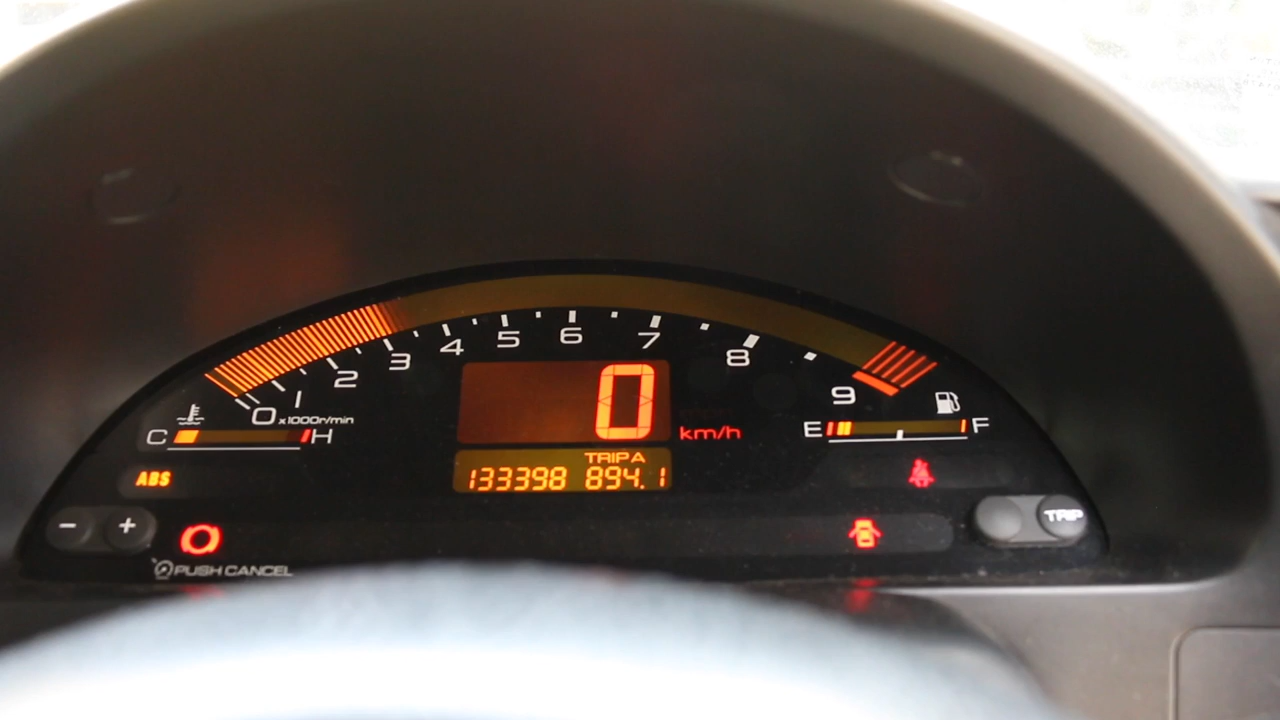 0 1 2 3 4 5 6 7 8 9
x1000r/min
0
km/h
C H
E F
TRIP A
133398 894.1
ABS
- +
TRIP
PUSH CANCEL